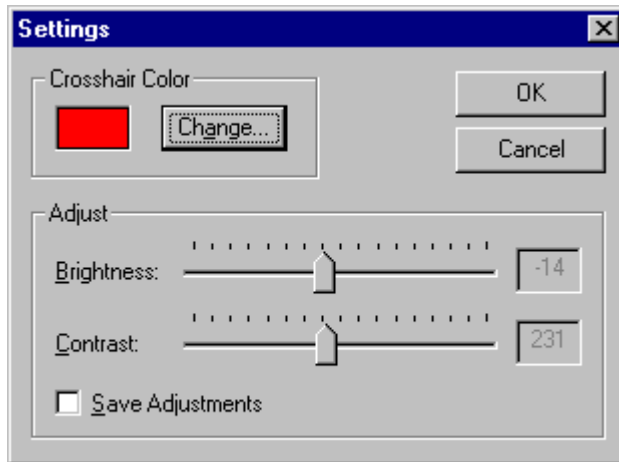 Settings
Crosshair Color
Change...
OK
Cancel
Adjust
Brightness: -14
Contrast: 231
Save Adjustments